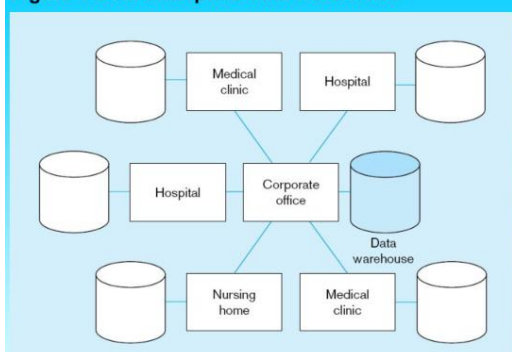 Medical
clinic
Hospital
Hospital
Corporate
office
Data
warehouse
Nursing
home
Medical
clinic